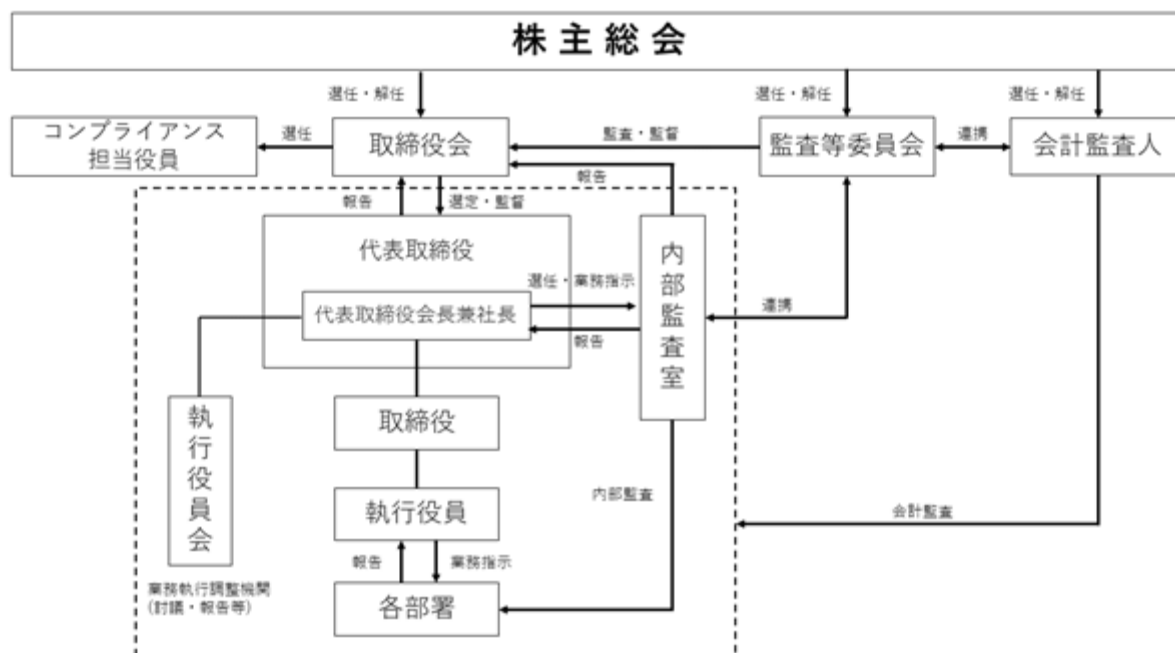 株主総会
選任・解任
選任・解任
選任・解任
コンプライアンス
担当役員
選任
取締役会
監査・監督
監査等委員会
連携
会計監査人
報告
報告
選定・監督
代表取締役
内部監査室
選任・業務指示
代表取締役会長兼社長
連携
報告
執行役員会
取締役
内部監査
執行役員
会計監査
報告
業務指示
業務執行調整機関
(討議・報告等)
各部署